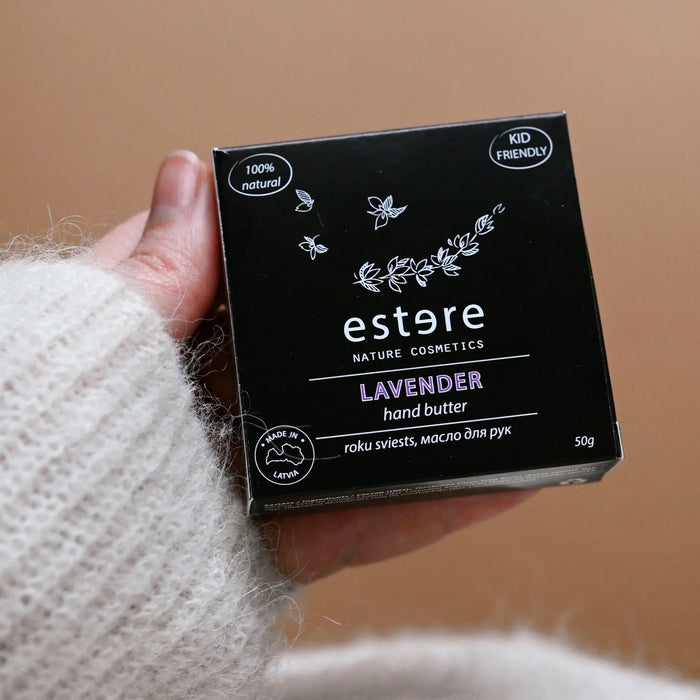 100%
natural
KID
FRIENDLY
estere
NATURE COSMETICS
LAVENDER
hand butter
roku sviests, масло для рук
50g
MADE IN
LATVIA